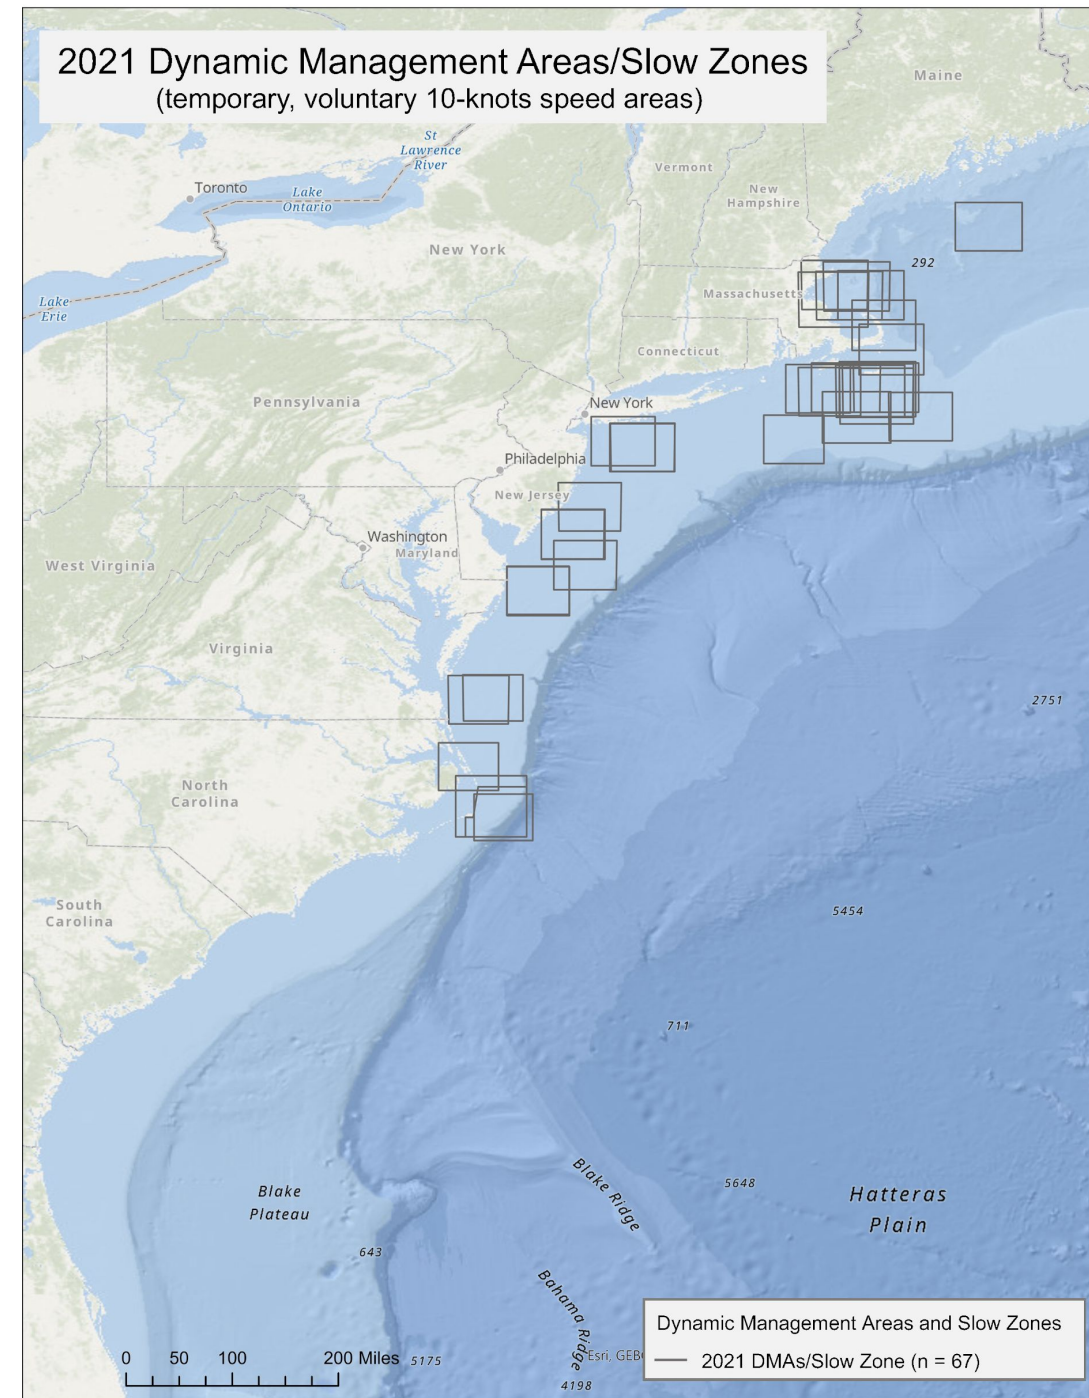 2021 Dynamic Management Areas/Slow Zones
(temporary, voluntary 10-knots speed areas)
Maine
St
Lawrence
River
Vermont
Toronto
Lake
Ontario
New
Hampshire
New York
292
Lake
Erie
Massachusetts
Connecticut
Pennsylvania
New York
Philadelphia
New Jersey
Washington
Maryland
West Virginia
Virginia
2751
North
Carolina
South
Carolina
5454
711
Blake
Plateau
Blake Ridge
5648
Hatteras
Plain
643
Bahama Ridge
Dynamic Management Areas and Slow Zones
2021 DMAs/Slow Zone (n = 67)
0 50 100 200 Miles
5175
Esri, GEB
4198